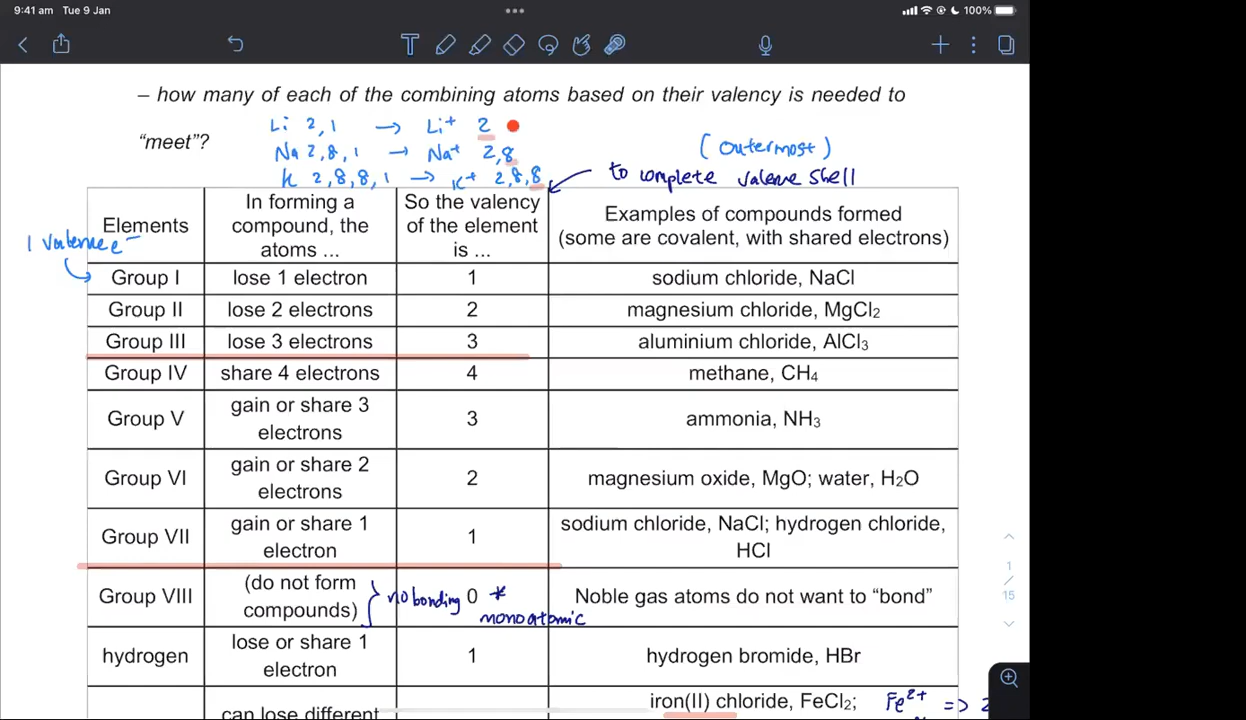 9:41 am Tue 9 Jan
100%
– how many of each of the combining atoms based on their valency is needed to
Li 2,1 → Li⁺ 2
"meet"?
Na 2,8,1 → Na⁺ 2,8
(outermost)
K 2,8,8,1 → K⁺ 2,8,8
to complete valence shell
Elements
In forming a compound, the atoms ...
So the valency of the element is ...
Examples of compounds formed (some are covalent, with shared electrons)
1 valence e⁻
Group I lose 1 electron 1 sodium chloride, NaCl
Group II lose 2 electrons 2 magnesium chloride, MgCl₂
Group III lose 3 electrons 3 aluminium chloride, AlCl₃
Group IV share 4 electrons 4 methane, CH₄
Group V gain or share 3 electrons 3 ammonia, NH₃
Group VI gain or share 2 electrons 2 magnesium oxide, MgO; water, H₂O
Group VII gain or share 1 electron 1 sodium chloride, NaCl; hydrogen chloride, HCl
Group VIII (do not form compounds) no bonding 0 * Noble gas atoms do not want to "bond"
monoatomic
hydrogen lose or share 1 electron 1 hydrogen bromide, HBr
can lose different iron(II) chloride, FeCl₂; Fe²⁺ => 2
1
/
15